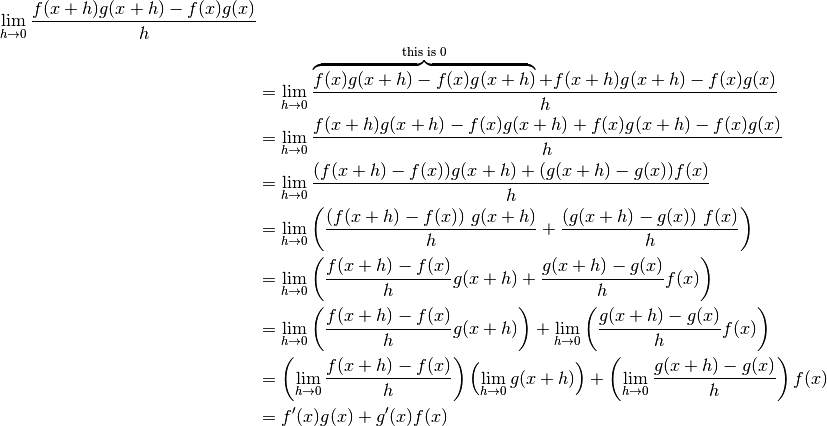 \lim_{h \to 0} \frac{f(x+h)g(x+h) - f(x)g(x)}{h}
= \lim_{h \to 0} \frac{\overbrace{f(x)g(x+h) - f(x)g(x+h)}^{\text{this is 0}} + f(x+h)g(x+h) - f(x)g(x)}{h}
= \lim_{h \to 0} \frac{f(x+h)g(x+h) - f(x)g(x+h) + f(x)g(x+h) - f(x)g(x)}{h}
= \lim_{h \to 0} \frac{(f(x+h) - f(x))g(x+h) + (g(x+h) - g(x))f(x)}{h}
= \lim_{h \to 0} \left( \frac{(f(x+h) - f(x))\ g(x+h)}{h} + \frac{(g(x+h) - g(x))\ f(x)}{h} \right)
= \lim_{h \to 0} \left( \frac{f(x+h) - f(x)}{h} g(x+h) + \frac{g(x+h) - g(x)}{h} f(x) \right)
= \lim_{h \to 0} \left( \frac{f(x+h) - f(x)}{h} g(x+h) \right) + \lim_{h \to 0} \left( \frac{g(x+h) - g(x)}{h} f(x) \right)
= \left( \lim_{h \to 0} \frac{f(x+h) - f(x)}{h} \right) \left( \lim_{h \to 0} g(x+h) \right) + \left( \lim_{h \to 0} \frac{g(x+h) - g(x)}{h} \right) f(x)
= f'(x)g(x) + g'(x)f(x)